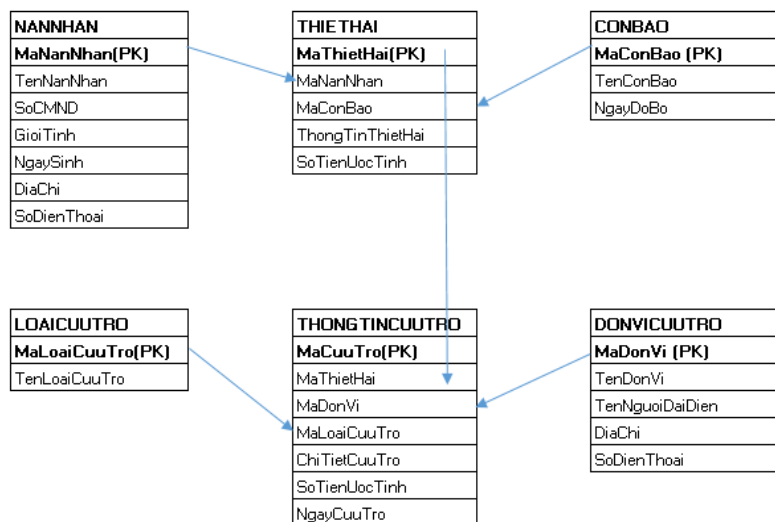 NANNHAN
MaNanNhan(PK)
TenNanNhan
SoCMND
GioiTinh
NgaySinh
DiaChi
SoDienThoai
THIETHAI
MaThietHai(PK)
MaNanNhan
MaConBao
ThongTinThietHai
SoTienUocTinh
CONBAO
MaConBao (PK)
TenConBao
NgayDoBo
LOAICUUTRO
MaLoaiCuuTro(PK)
TenLoaiCuuTro
THONGTINCUUTRO
MaCuuTro(PK)
MaThietHai
MaDonVi
MaLoaiCuuTro
ChiTietCuuTro
SoTienUocTinh
NgayCuuTro
DONVICUUTRO
MaDonVi (PK)
TenDonVi
TenNguoiDaiDien
DiaChi
SoDienThoai